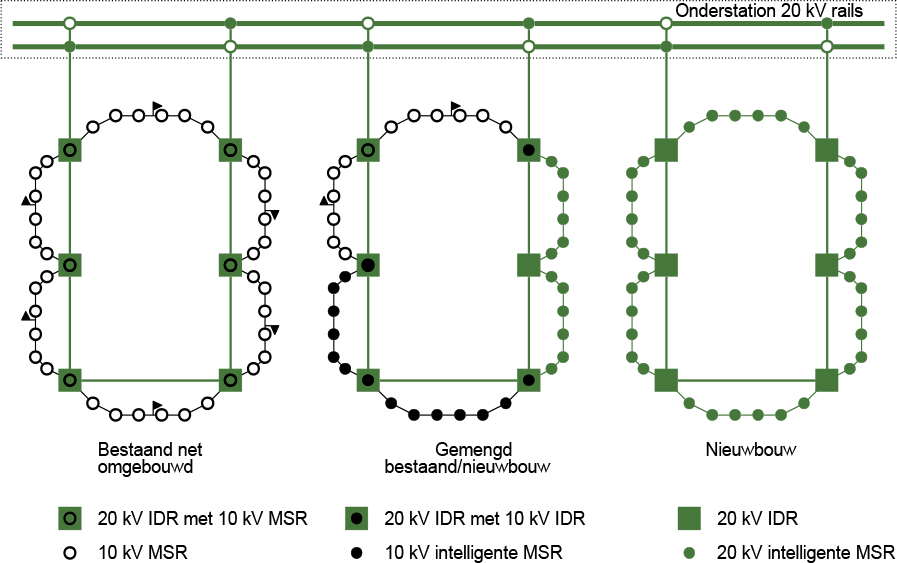 Onderstation 20 kV rails
Bestaand net
omgebouwd
Gemengd
bestaand/nieuwbouw
Nieuwbouw
20 kV IDR met 10 kV MSR
20 kV IDR met 10 kV IDR
20 kV IDR
10 kV MSR
10 kV intelligente MSR
20 kV intelligente MSR